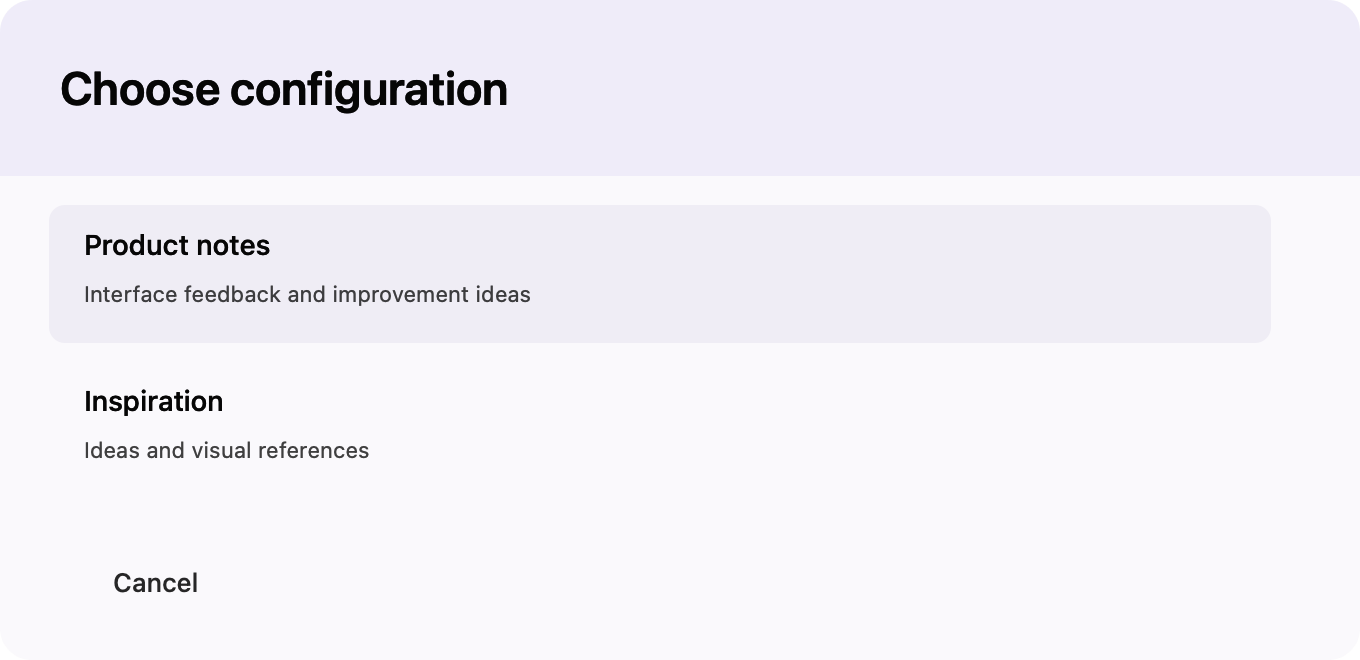 Choose configuration
Product notes
Interface feedback and improvement ideas
Inspiration
Ideas and visual references
Cancel